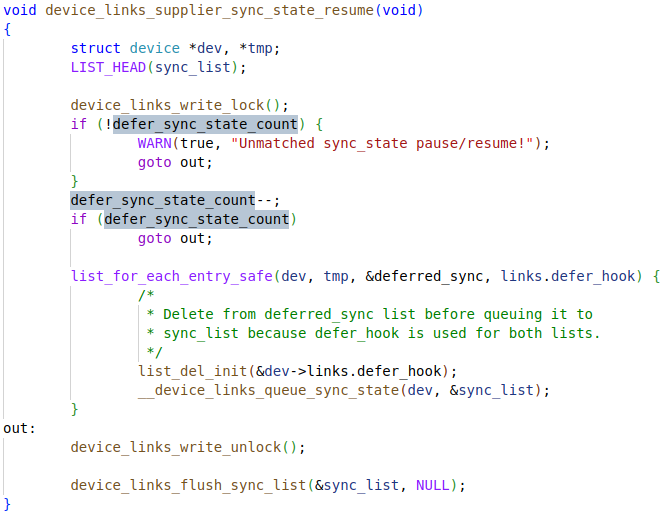 void device_links_supplier_sync_state_resume(void)
{
        struct device *dev, *tmp;
        LIST_HEAD(sync_list);

        device_links_write_lock();
        if (!defer_sync_state_count) {
                WARN(true, "Unmatched sync_state pause/resume!");
                goto out;
        }
        defer_sync_state_count--;
        if (defer_sync_state_count)
                goto out;

        list_for_each_entry_safe(dev, tmp, &deferred_sync, links.defer_hook) {
                /*
                 * Delete from deferred_sync list before queuing it to
                 * sync_list because defer_hook is used for both lists.
                 */
                list_del_init(&dev->links.defer_hook);
                __device_links_queue_sync_state(dev, &sync_list);
        }
out:
        device_links_write_unlock();

        device_links_flush_sync_list(&sync_list, NULL);
}